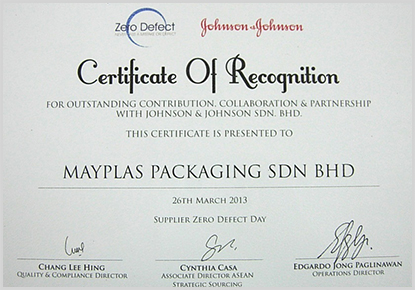 Zero Defect
Johnson & Johnson
Certificate Of Recognition
FOR OUTSTANDING CONTRIBUTION, COLLABORATION & PARTNERSHIP
WITH JOHNSON & JOHNSON SDN. BHD.
THIS CERTIFICATE IS PRESENTED TO
MAYPLAS PACKAGING SDN BHD
26TH MARCH 2013
SUPPLIER ZERO DEFECT DAY
CHANG LEE HING
QUALITY & COMPLIANCE DIRECTOR
CYNTHIA CASA
ASSOCIATE DIRECTOR ASEAN
STRATEGIC SOURCING
EDGARDO JONG PAGLINAWAN
OPERATIONS DIRECTOR